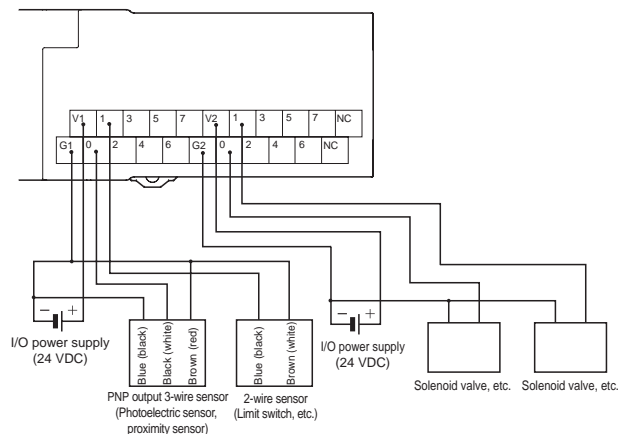 V1 1 3 5 7 V2 1 3 5 7 NC
G1 0 2 4 6 G2 0 2 4 6 NC
− +
I/O power supply
(24 VDC)
Blue (black)
Black (white)
Brown (red)
PNP output 3-wire sensor
(Photoelectric sensor,
proximity sensor)
Blue (black)
Brown (white)
2-wire sensor
(Limit switch, etc.)
− +
I/O power supply
(24 VDC)
Solenoid valve, etc.
Solenoid valve, etc.